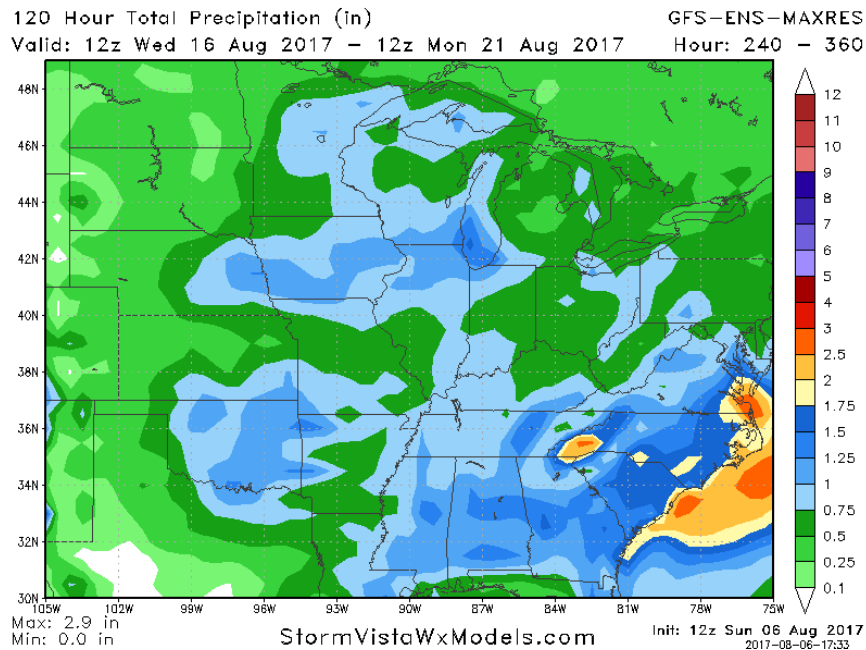 120 Hour Total Precipitation (in) GFS-ENS-MAXRES
Valid: 12z Wed 16 Aug 2017 – 12z Mon 21 Aug 2017 Hour: 240 – 360
48N
46N
44N
42N
40N
38N
36N
34N
32N
30N
105W 102W 99W 96W 93W 90W 87W 84W 81W 78W 75W
12
11
10
9
8
7
6
5
4
3
2.5
2
1.75
1.5
1.25
1
0.75
0.5
0.25
0.1
Max: 2.9 in
Min: 0.0 in
StormVistaWxModels.com
Init: 12z Sun 06 Aug 2017
2017-08-06-17:33